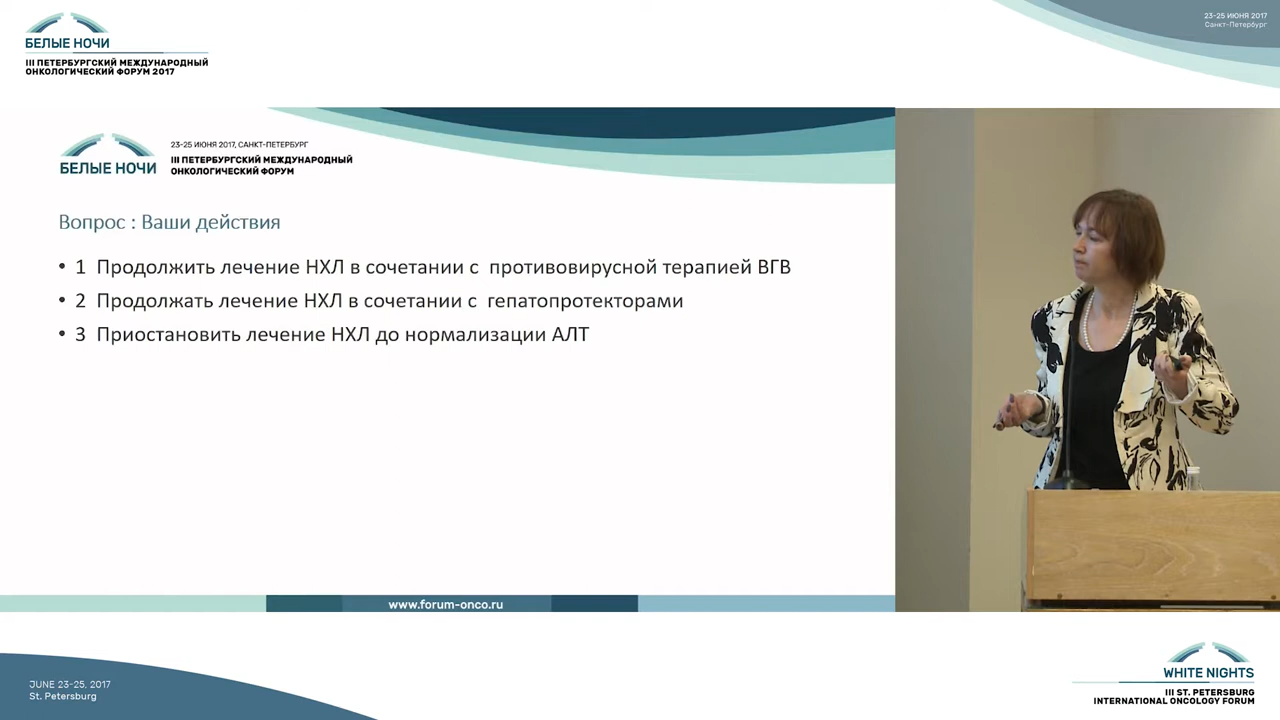 БЕЛЫЕ НОЧИ
III ПЕТЕРБУРГСКИЙ МЕЖДУНАРОДНЫЙ
ОНКОЛОГИЧЕСКИЙ ФОРУМ 2017
23-25 ИЮНЯ 2017
Санкт-Петербург
БЕЛЫЕ НОЧИ
23-25 ИЮНЯ 2017, САНКТ-ПЕТЕРБУРГ
III ПЕТЕРБУРГСКИЙ МЕЖДУНАРОДНЫЙ
ОНКОЛОГИЧЕСКИЙ ФОРУМ
Вопрос : Ваши действия
• 1 Продолжить лечение НХЛ в сочетании с противовирусной терапией ВГВ
• 2 Продолжать лечение НХЛ в сочетании с гепатопротекторами
• 3 Приостановить лечение НХЛ до нормализации АЛТ
www.forum-onco.ru
JUNE 23-25, 2017
St. Petersburg
WHITE NIGHTS
III ST. PETERSBURG
INTERNATIONAL ONCOLOGY FORUM